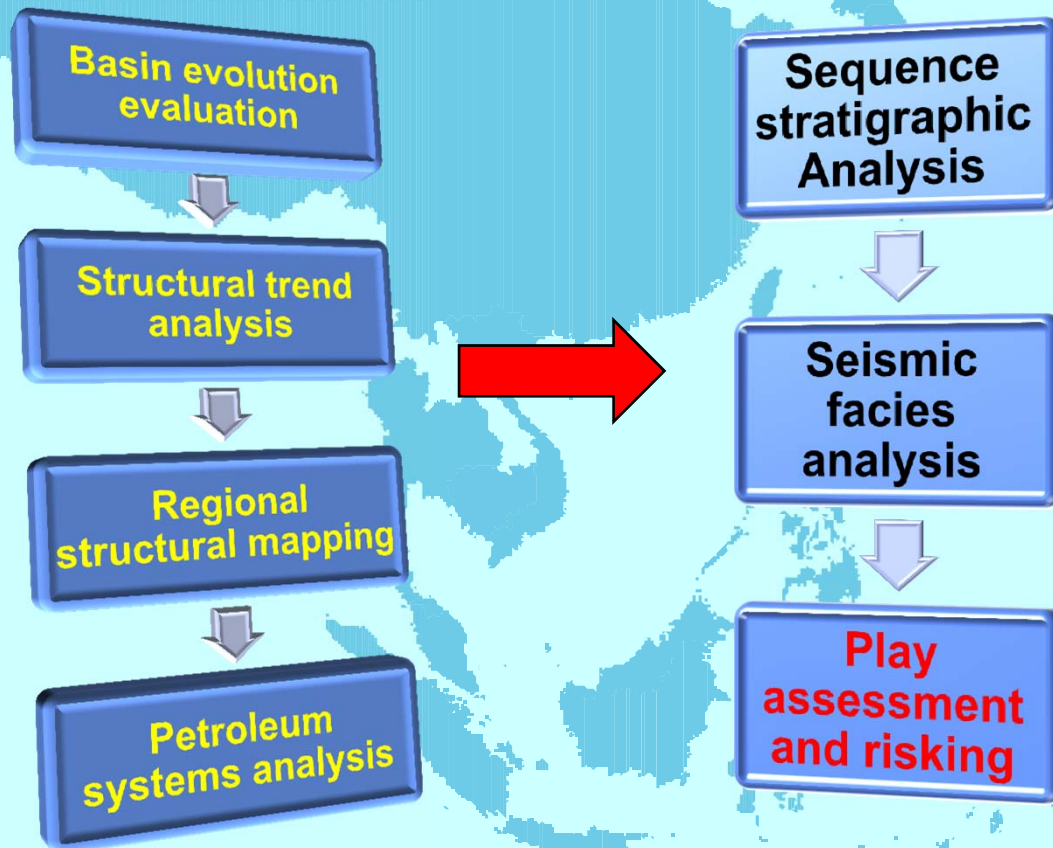 Basin evolution
evaluation
Structural trend
analysis
Regional
structural mapping
Petroleum
systems analysis
Sequence
stratigraphic
Analysis
Seismic
facies
analysis
Play
assessment
and risking